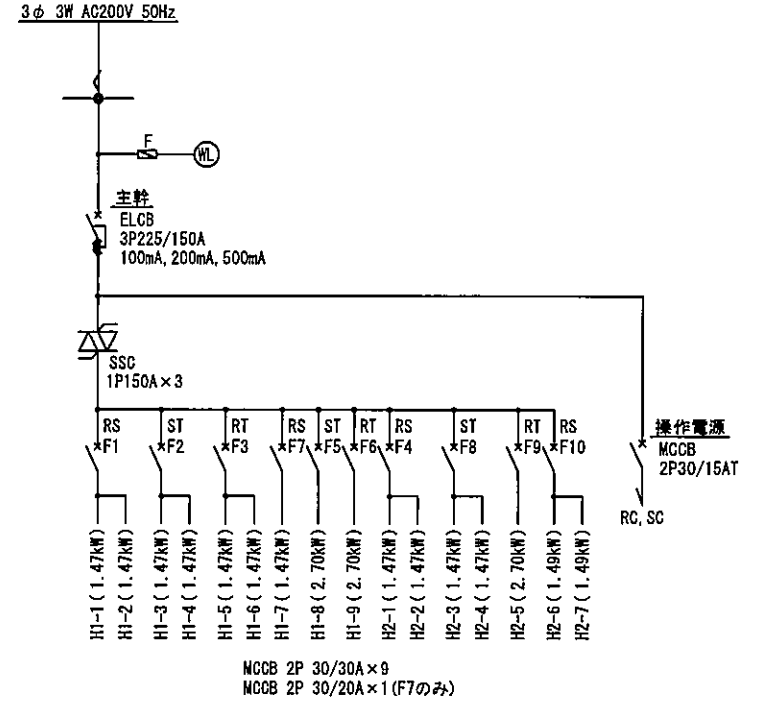 3φ 3W AC200V 50Hz
F
WL
主幹
ELCB
3P225/150A
100mA, 200mA, 500mA
SSC
1P150A×3
RS ST RT RS ST RT RS ST RT RS
F1 F2 F3 F7 F5 F6 F4 F8 F9 F10
操作電源
MCCB
2P30/15AT
RC, SC
H1-1 (1.47kW)
H1-2 (1.47kW)
H1-3 (1.47kW)
H1-4 (1.47kW)
H1-5 (1.47kW)
H1-6 (1.47kW)
H1-7 (1.47kW)
H1-8 (2.70kW)
H1-9 (2.70kW)
H2-1 (1.47kW)
H2-2 (1.47kW)
H2-3 (1.47kW)
H2-4 (1.47kW)
H2-5 (2.70kW)
H2-6 (1.49kW)
H2-7 (1.49kW)
MCCB 2P 30/30A×9
MCCB 2P 30/20A×1(F7のみ)